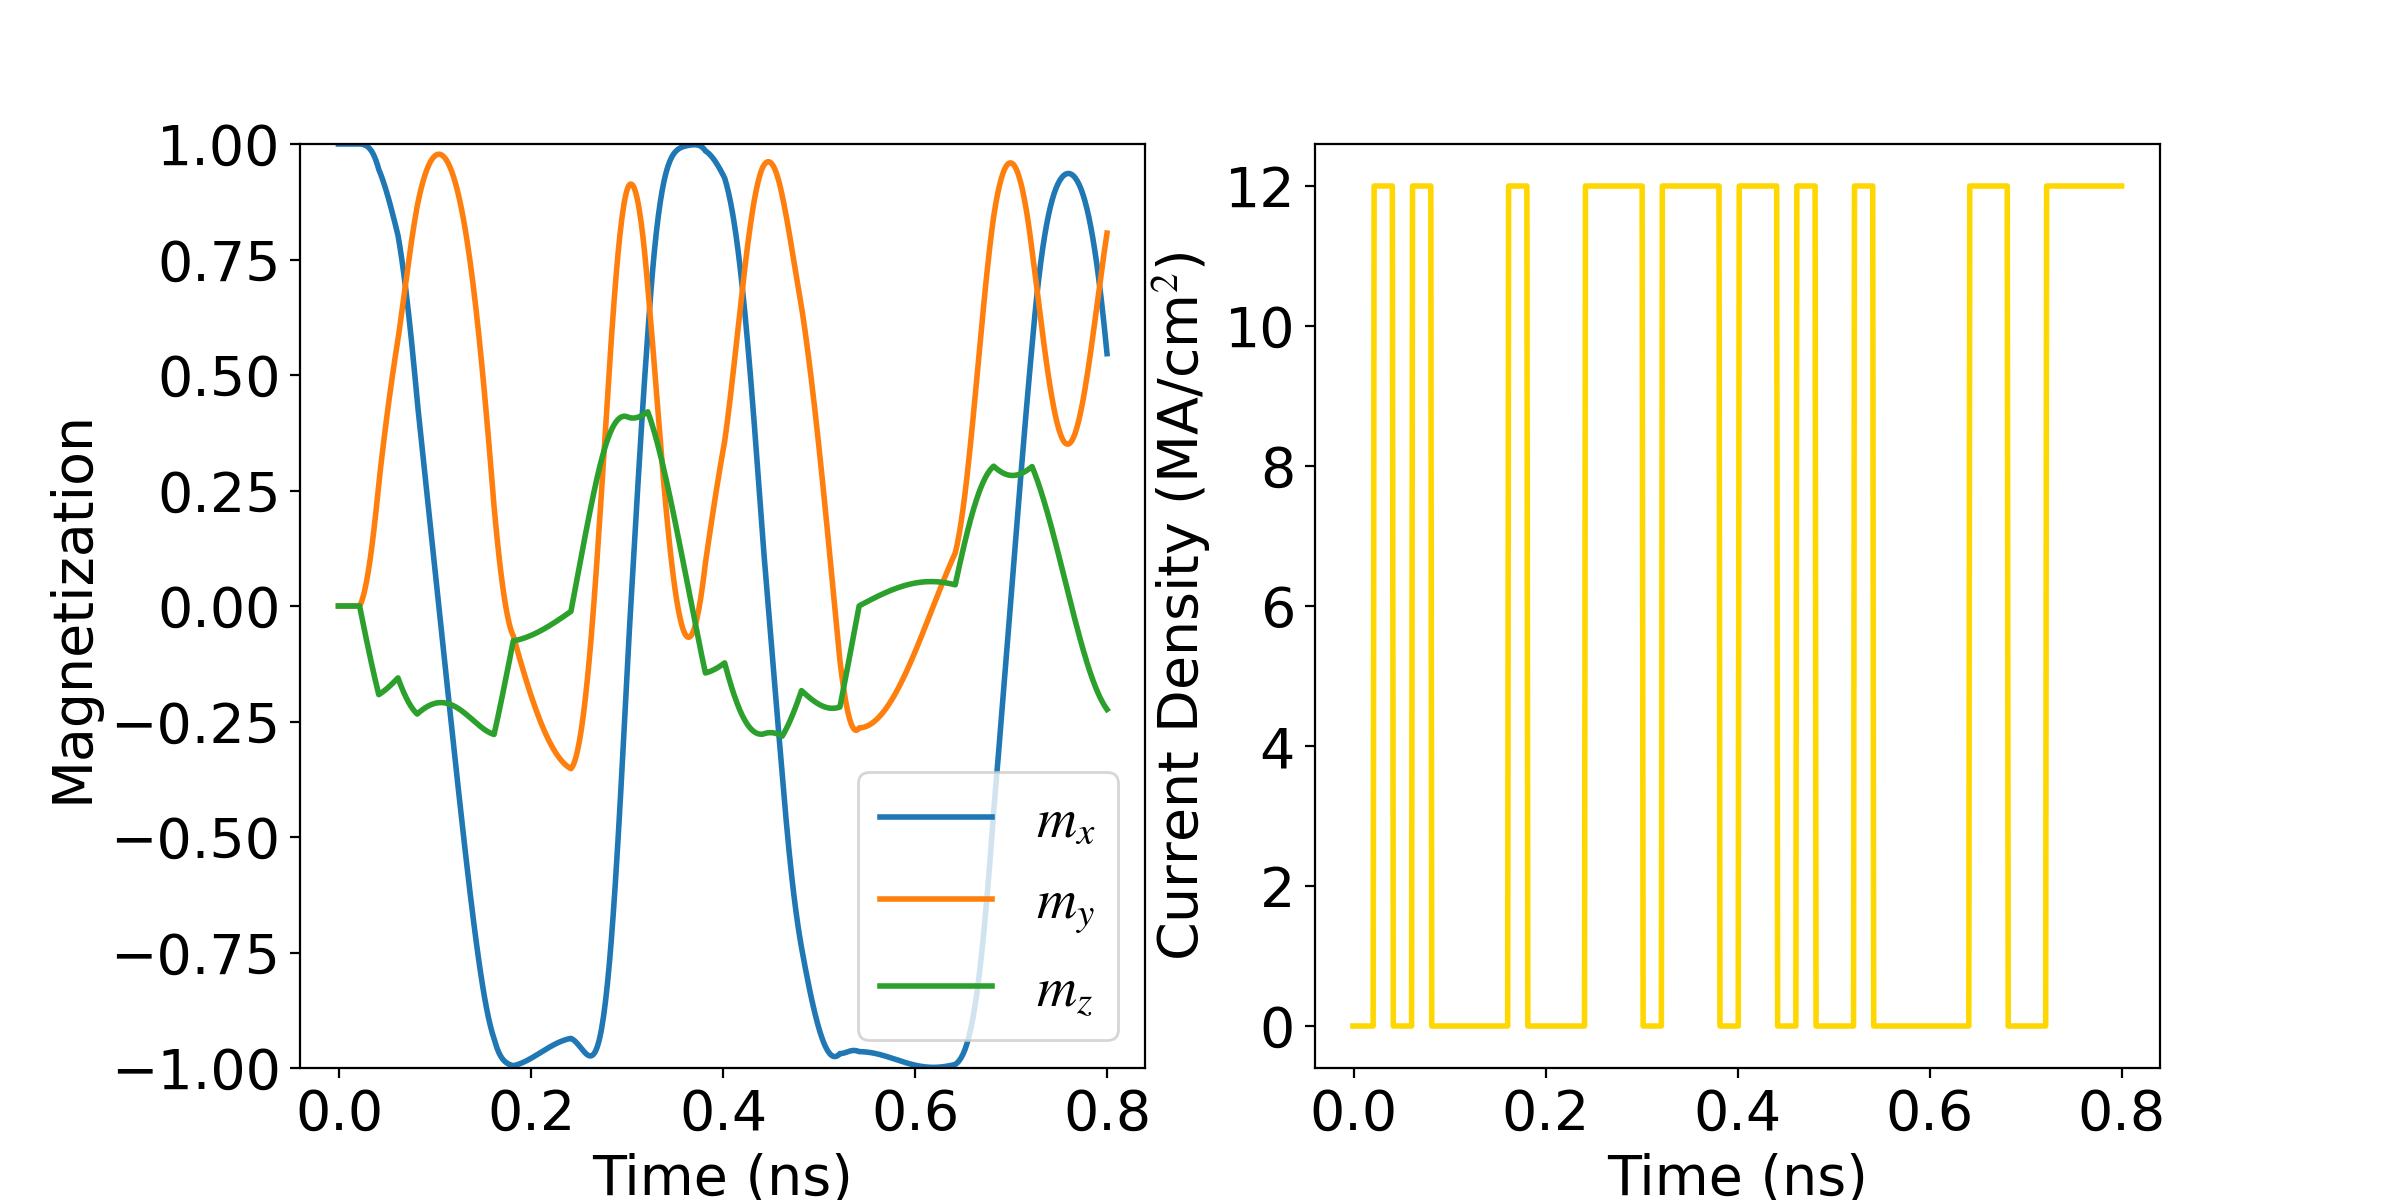 Magnetization
1.00
0.75
0.50
0.25
0.00
−0.25
−0.50
−0.75
−1.00
0.0 0.2 0.4 0.6 0.8
Time (ns)
m_x
m_y
m_z
Current Density (MA/cm²)
12
10
8
6
4
2
0
0.0 0.2 0.4 0.6 0.8
Time (ns)